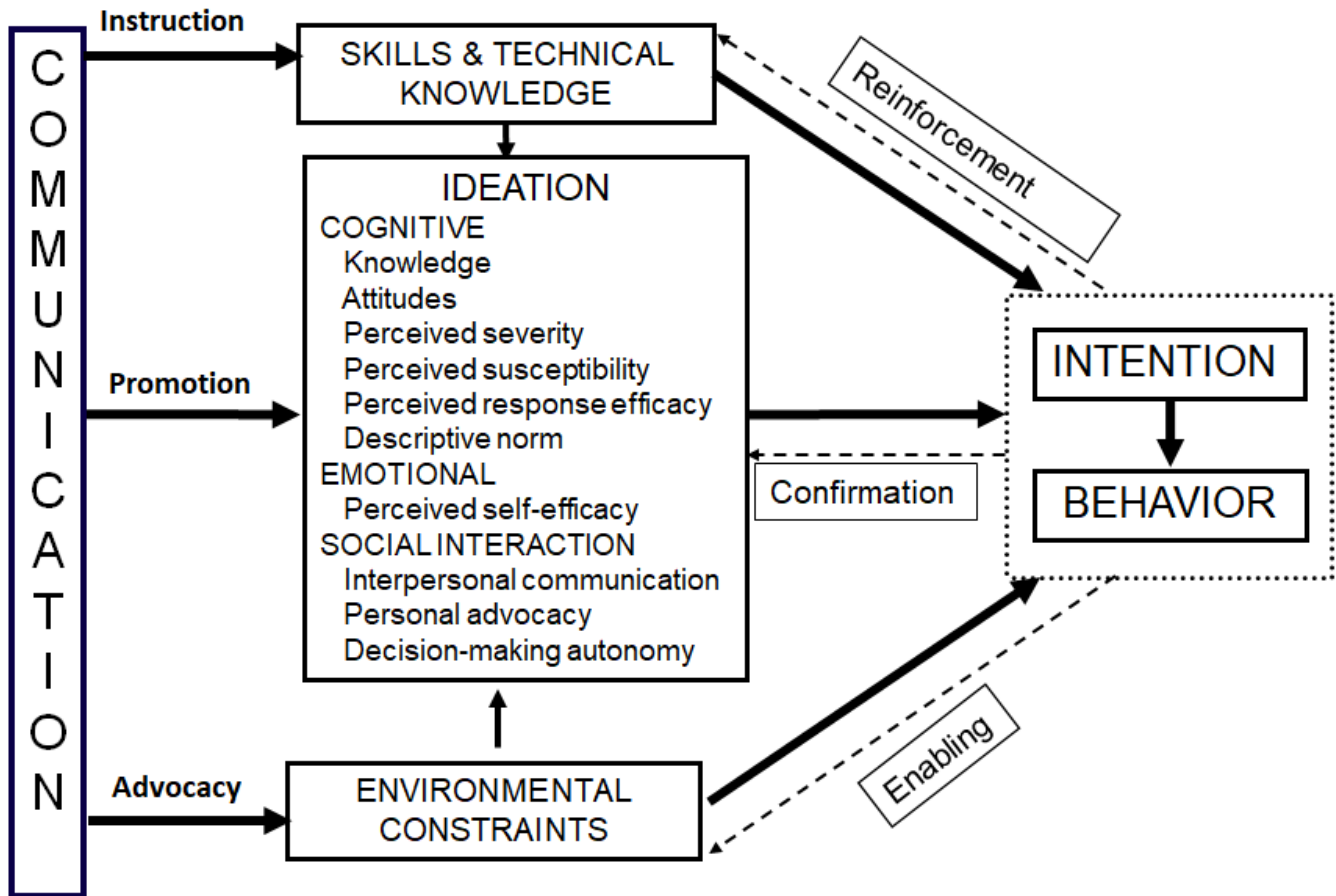 COMMUNICATION
Instruction
SKILLS & TECHNICAL
KNOWLEDGE
Reinforcement
IDEATION
COGNITIVE
Knowledge
Attitudes
Perceived severity
Perceived susceptibility
Perceived response efficacy
Descriptive norm
EMOTIONAL
Perceived self-efficacy
SOCIAL INTERACTION
Interpersonal communication
Personal advocacy
Decision-making autonomy
Promotion
Confirmation
INTENTION
BEHAVIOR
Advocacy
ENVIRONMENTAL
CONSTRAINTS
Enabling